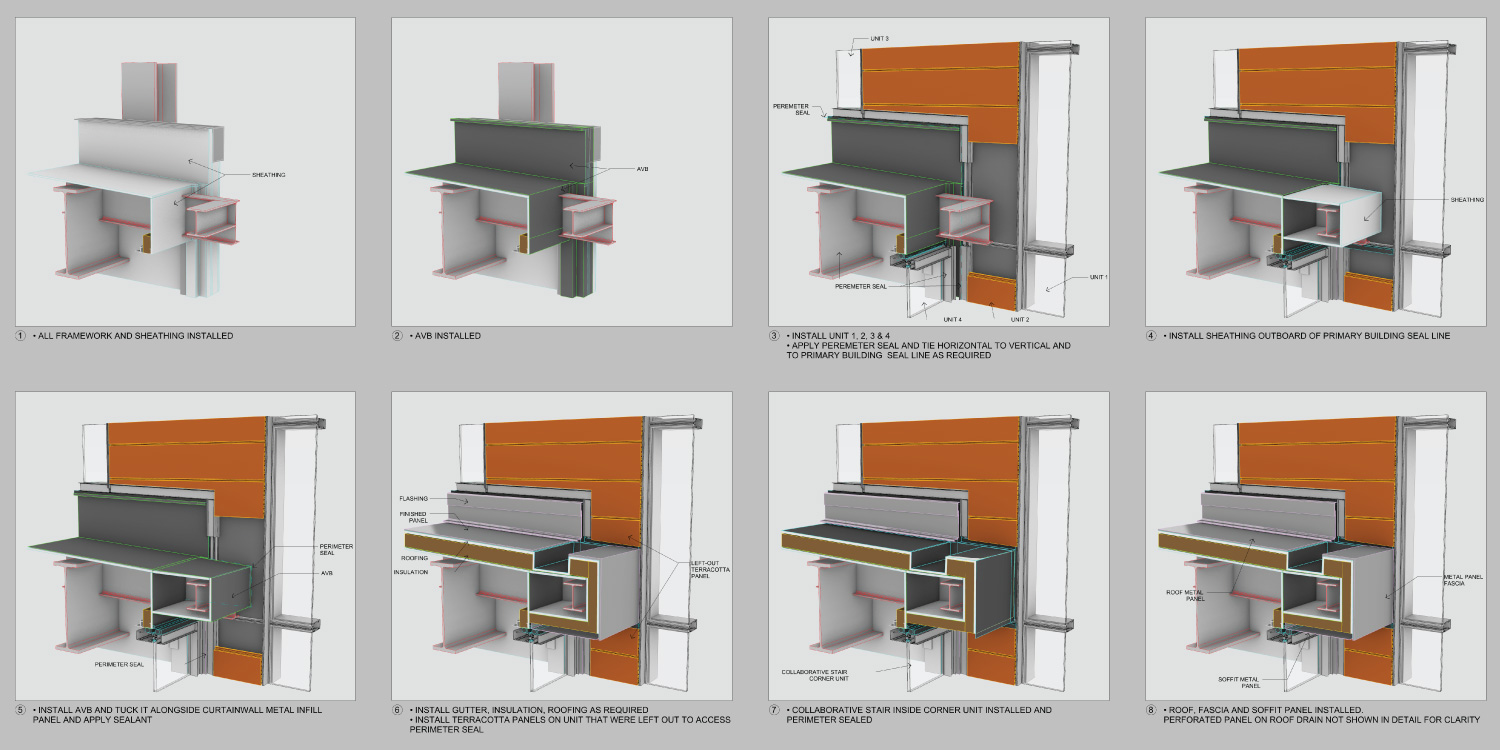 SHEATHING
① • ALL FRAMEWORK AND SHEATHING INSTALLED
AVB
② • AVB INSTALLED
UNIT 3
PEREMETER
SEAL
PEREMETER SEAL
UNIT 1
UNIT 4
UNIT 2
③ • INSTALL UNIT 1, 2, 3 & 4
• APPLY PEREMETER SEAL AND TIE HORIZONTAL TO VERTICAL AND
TO PRIMARY BUILDING SEAL LINE AS REQUIRED
SHEATHING
④ • INSTALL SHEATHING OUTBOARD OF PRIMARY BUILDING SEAL LINE
PERIMETER
SEAL
AVB
PERIMETER SEAL
⑤ • INSTALL AVB AND TUCK IT ALONGSIDE CURTAINWALL METAL INFILL
PANEL AND APPLY SEALANT
FLASHING
FINISHED
PANEL
ROOFING
INSULATION
LEFT-OUT
TERRACOTTA
PANEL
⑥ • INSTALL GUTTER, INSULATION, ROOFING AS REQUIRED
• INSTALL TERRACOTTA PANELS ON UNIT THAT WERE LEFT OUT TO ACCESS
PERIMETER SEAL
COLLABORATIVE STAIR
CORNER UNIT
⑦ • COLLABORATIVE STAIR INSIDE CORNER UNIT INSTALLED AND
PERIMETER SEALED
METAL PANEL
FASCIA
ROOF METAL
PANEL
SOFFIT METAL
PANEL
⑧ • ROOF, FASCIA AND SOFFIT PANEL INSTALLED.
PERFORATED PANEL ON ROOF DRAIN NOT SHOWN IN DETAIL FOR CLARITY